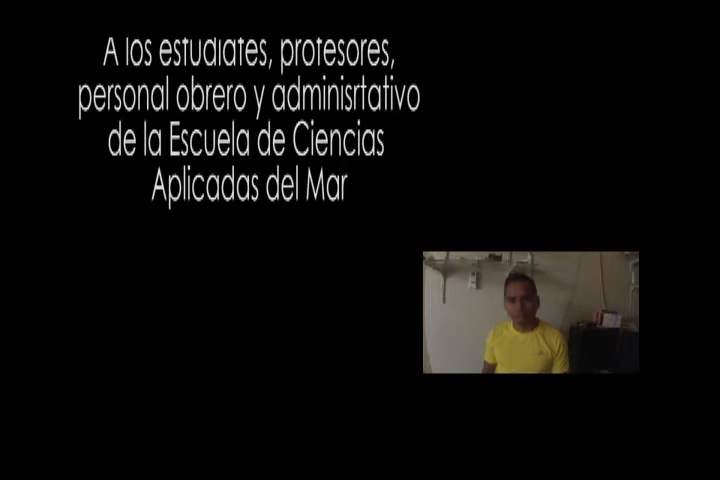 A los estudiates, profesores,
personal obrero y adminisrtativo
de la Escuela de Ciencias
Aplicadas del Mar